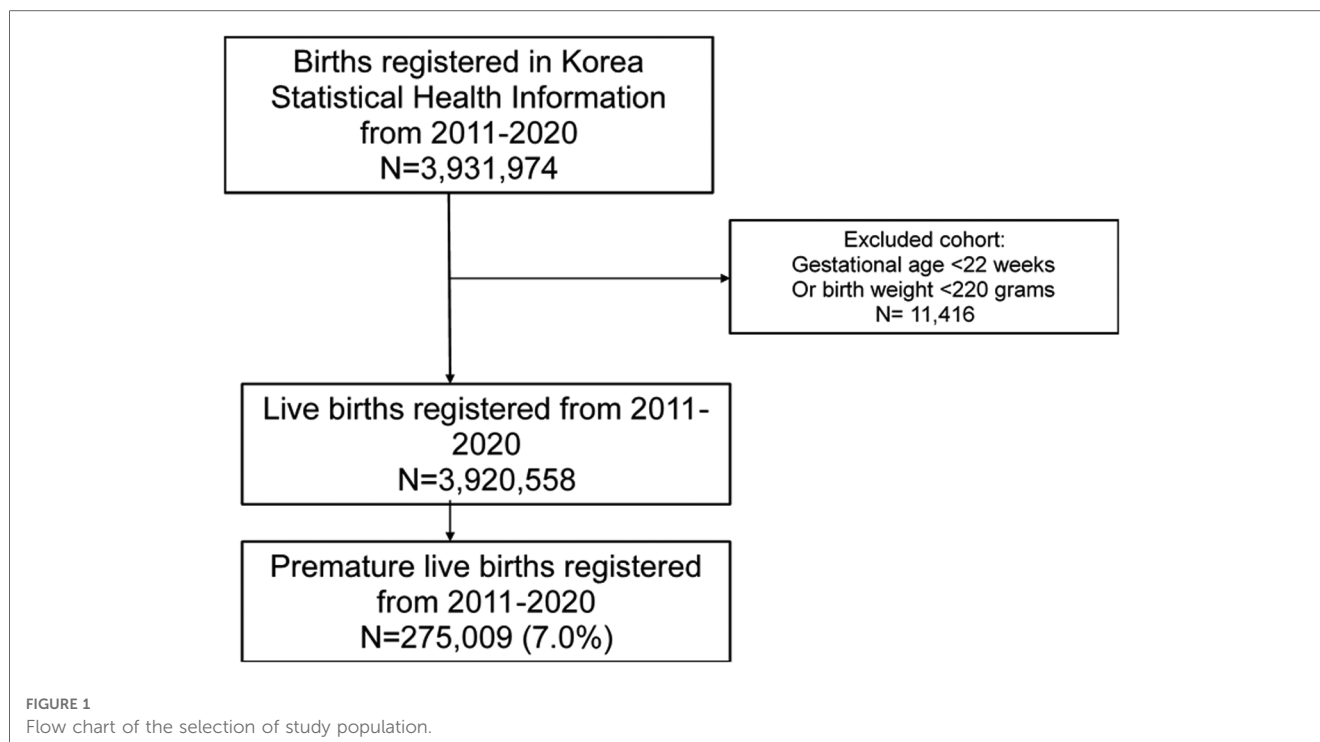 Births registered in Korea
Statistical Health Information
from 2011-2020
N=3,931,974
Excluded cohort:
Gestational age <22 weeks
Or birth weight <220 grams
N= 11,416
Live births registered from 2011-
2020
N=3,920,558
Premature live births registered
from 2011-2020
N=275,009 (7.0%)
FIGURE 1
Flow chart of the selection of study population.